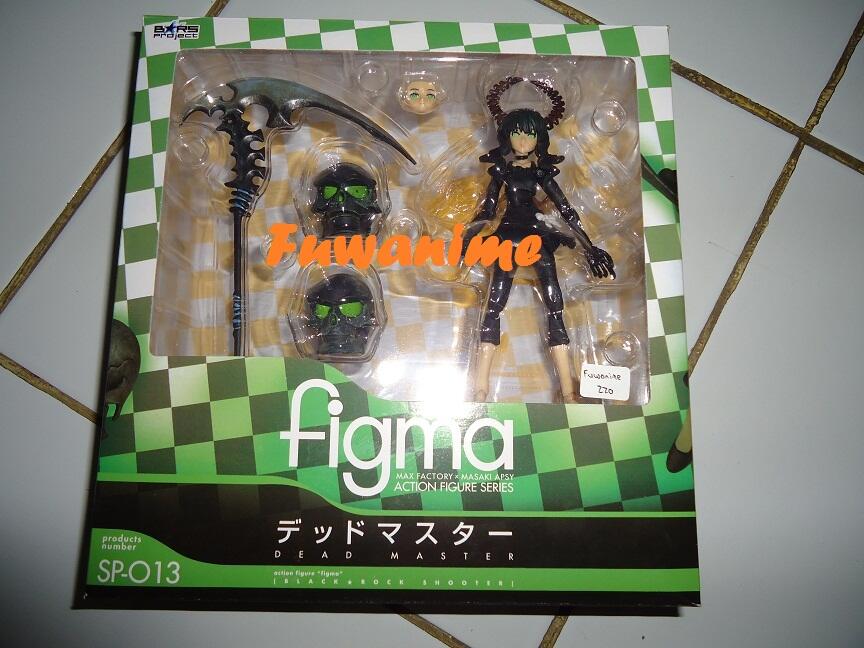 B★RS
Project
Fuwanime
Fuwanime
220
figma
MAX FACTORY × MASAKI APSY
ACTION FIGURE SERIES
デッドマスター
DEAD MASTER
products
number
SP-013
action figure "figma"
[BLACK★ROCK SHOOTER]